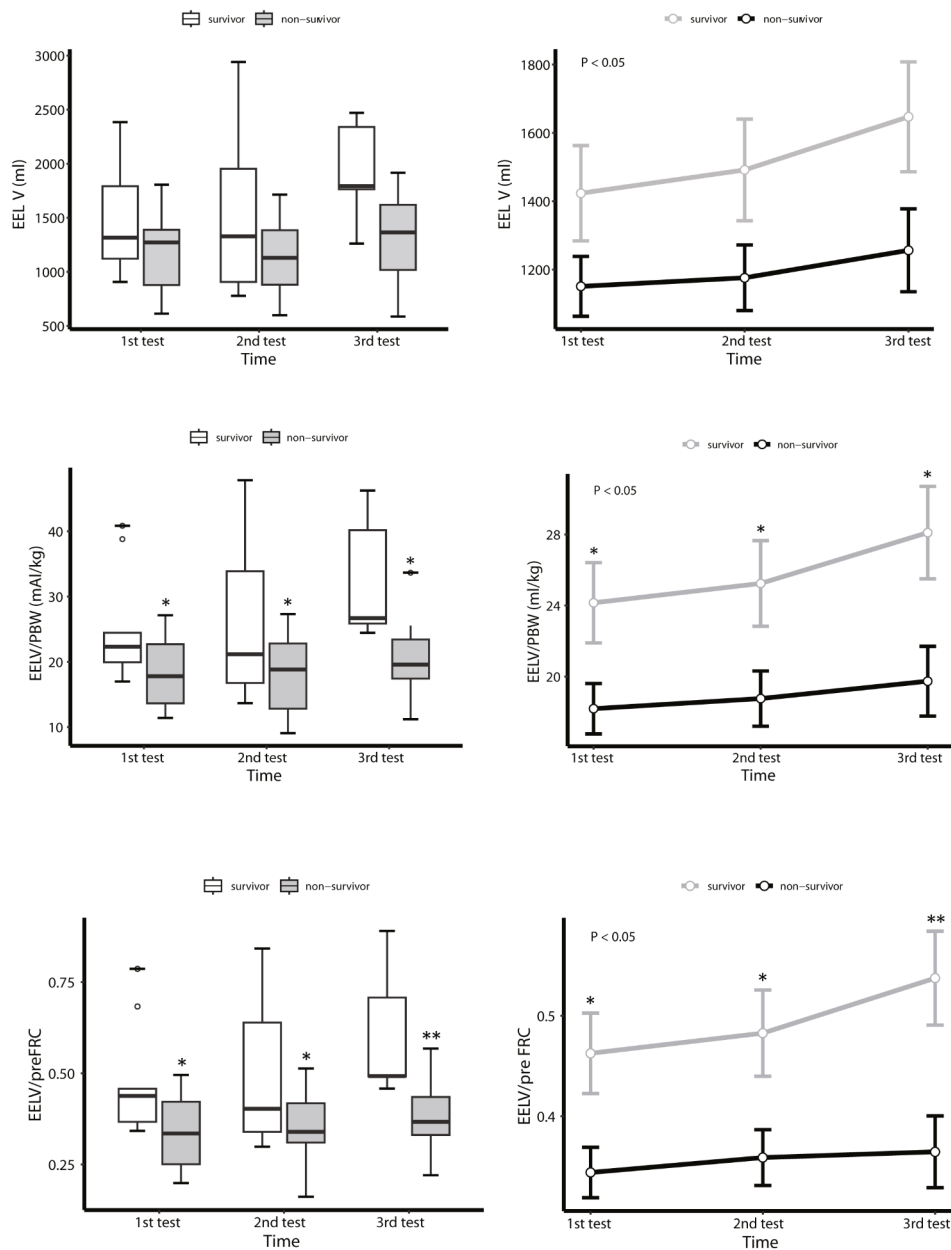 survivor non-survivor
3000
2500
2000
1500
1000
500
EEL V (ml)
1st test 2nd test 3rd test
Time
survivor non-survivor
P < 0.05
1800
1600
1400
1200
EEL V (ml)
1st test 2nd test 3rd test
Time
survivor non-survivor
40
30
20
10
EELV/PBW (mAl/kg)
* * *
1st test 2nd test 3rd test
Time
survivor non-survivor
P < 0.05
28
24
20
EELV/PBW (ml/kg)
* * *
1st test 2nd test 3rd test
Time
survivor non-survivor
0.75
0.50
0.25
EELV/preFRC
* * **
1st test 2nd test 3rd test
Time
survivor non-survivor
P < 0.05
0.5
0.4
EELV/pre FRC
* * **
1st test 2nd test 3rd test
Time